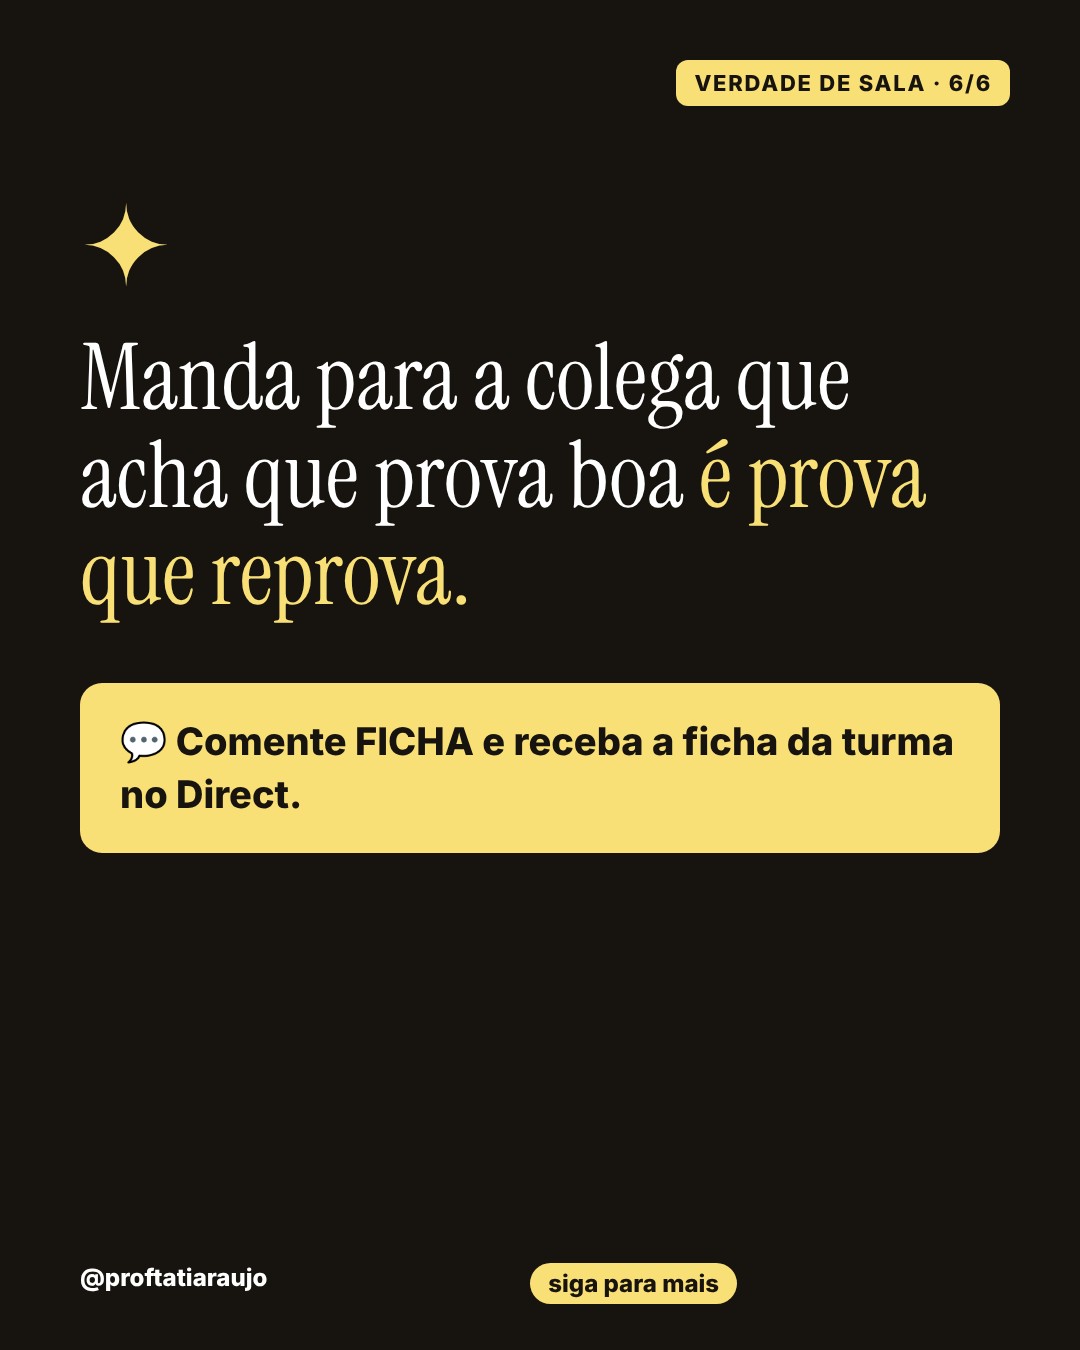 VERDADE DE SALA · 6/6
Manda para a colega que
acha que prova boa é prova
que reprova.
💬 Comente FICHA e receba a ficha da turma
no Direct.
@proftatiaraujo
siga para mais